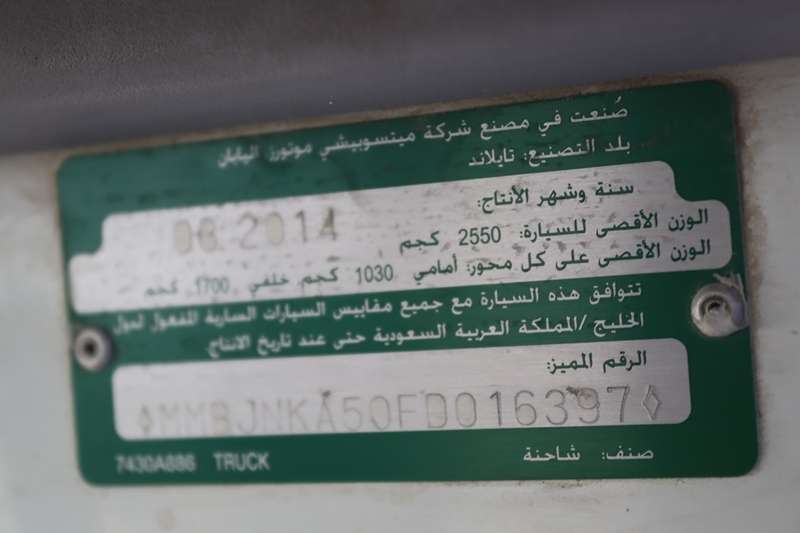 صُنعت في مصنع شركة ميتسوبيشي موتورز اليابان
بلد التصنيع: تايلاند
سنة وشهر الأنتاج:
06.2014
الوزن الأقصى للسيارة: 2550 كجم
الوزن الأقصى على كل محور: أمامي 1030 كجم خلفي 1700 كجم
تتوافق هذه السيارة مع جميع مقاييس السيارات السارية المفعول لدول
الخليج /المملكة العربية السعودية حتى عند تاريخ الانتاج.
الرقم المميز:
◊MMBJNKA50FD016397◊
صنف: شاحنة
7430A886 TRUCK